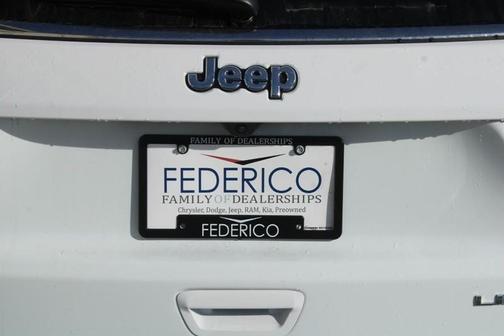 Jeep
FAMILY OF DEALERSHIPS
FEDERICO
FAMILY OF DEALERSHIPS
Chrysler, Dodge, Jeep, RAM, Kia, Preowned
FEDERICO